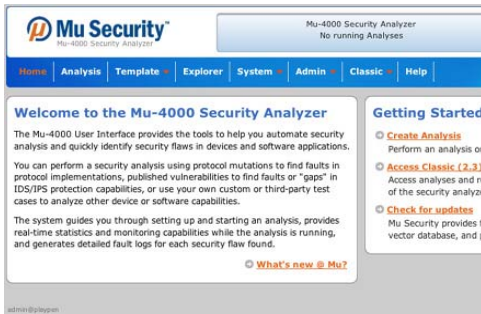 Mu Security™
Mu-4000 Security Analyzer
Mu-4000 Security Analyzer
No running Analyses
Home Analysis Template Explorer System Admin Classic Help
Welcome to the Mu-4000 Security Analyzer
The Mu-4000 User Interface provides the tools to help you automate security
analysis and quickly identify security flaws in devices and software applications.
You can perform a security analysis using protocol mutations to find faults in
protocol implementations, published vulnerabilities to find faults or "gaps" in
IDS/IPS protection capabilities, or use your own custom or third-party test
cases to analyze other device or software capabilities.
The system guides you through setting up and starting an analysis, provides
real-time statistics and monitoring capabilities while the analysis is running,
and generates detailed fault logs for each security flaw found.
What's new @ Mu?
Getting Started
Create Analysis
Perform an analysis
Access Classic (2.3)
Access analyses and
of the security
Check for updates
Mu Security provides
vector database, and
admin@playpen